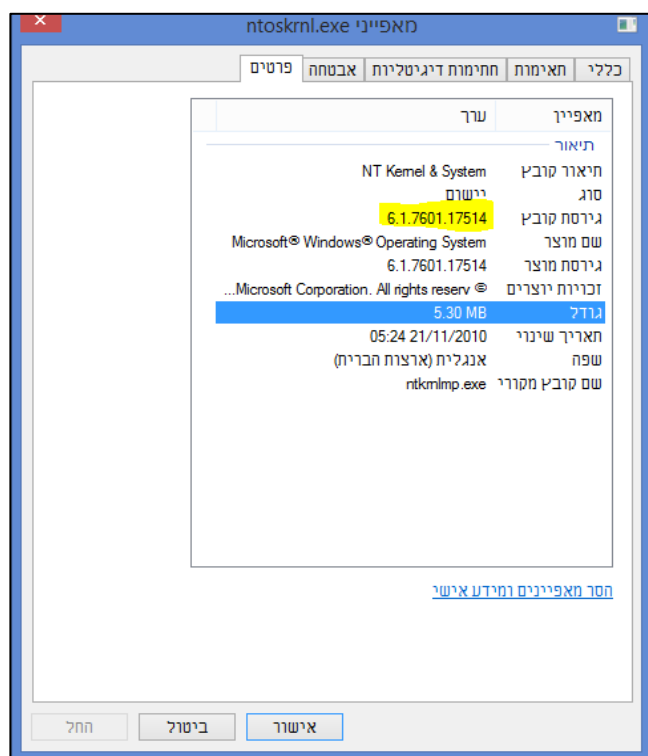 מאפייני ntoskrnl.exe
כללי תאימות חתימות דיגיטליות אבטחה פרטים
מאפיין ערך
תיאור
תיאור קובץ NT Kernel & System
סוג יישום
גירסת קובץ 6.1.7601.17514
שם מוצר Microsoft® Windows® Operating System
גירסת מוצר 6.1.7601.17514
זכויות יוצרים © Microsoft Corporation. All rights reserv...
גודל 5.30 MB
תאריך שינוי 05:24 21/11/2010
שפה אנגלית (ארצות הברית)
שם קובץ מקורי ntkrnlmp.exe
הסר מאפיינים ומידע אישי
אישור ביטול החל